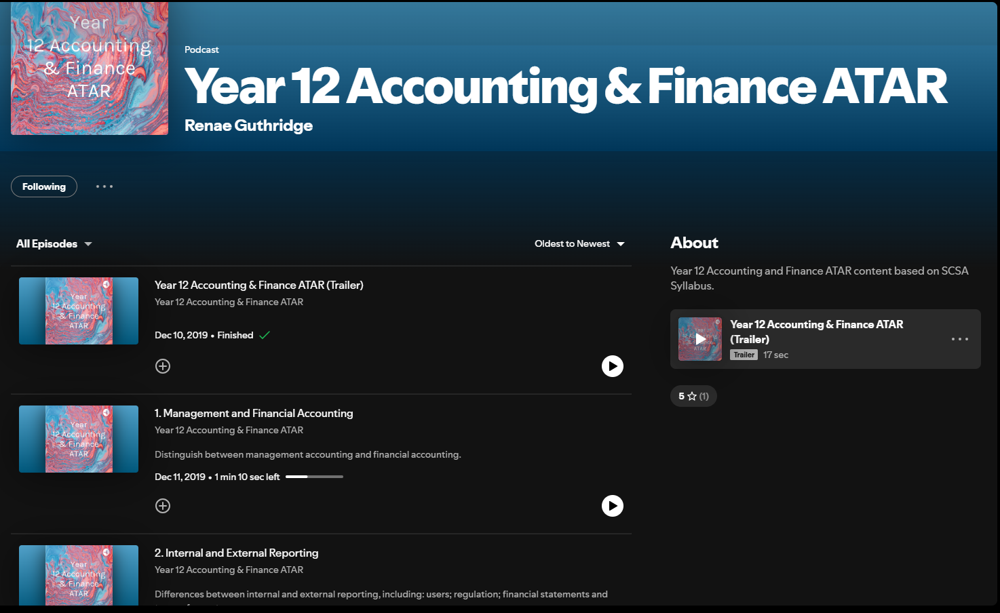 Year
12 Accounting
& Finance
ATAR
Podcast
Year 12 Accounting & Finance ATAR
Renae Guthridge
Following
All Episodes
Oldest to Newest
Year
12 Accounting
& Finance
ATAR
Year 12 Accounting & Finance ATAR (Trailer)
Year 12 Accounting & Finance ATAR
Dec 10, 2019 • Finished
Year
12 Accounting
& Finance
ATAR
1. Management and Financial Accounting
Year 12 Accounting & Finance ATAR
Distinguish between management accounting and financial accounting.
Dec 11, 2019 • 1 min 10 sec left
Year
12 Accounting
& Finance
ATAR
2. Internal and External Reporting
Year 12 Accounting & Finance ATAR
Differences between internal and external reporting, including: users; regulation; financial statements and
About
Year 12 Accounting and Finance ATAR content based on SCSA
Syllabus.
Year
12 Accounting
& Finance
ATAR
Year 12 Accounting & Finance ATAR
(Trailer)
Trailer 17 sec
5 (1)